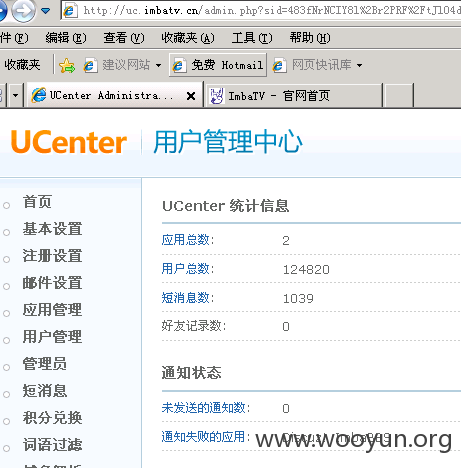 http://uc.imbatv.cn/admin.php?sid=483fNrNCIY8l%2Br2PRF%2FtJlO4d
件(F) 编辑(E) 查看(V) 收藏夹(A) 工具(T) 帮助(H)
收藏夹 建议网站 免费 Hotmail 网页快讯库
UCenter Administra... ImbaTV - 官网首页
UCenter 用户管理中心
首页
基本设置
注册设置
邮件设置
应用管理
用户管理
管理员
短消息
积分兑换
词语过滤
UCenter 统计信息
应用总数: 2
用户总数: 124820
短消息数: 1039
好友记录数: 0
通知状态
未发送的通知数: 0
通知失败的应用:
www.wooyun.org